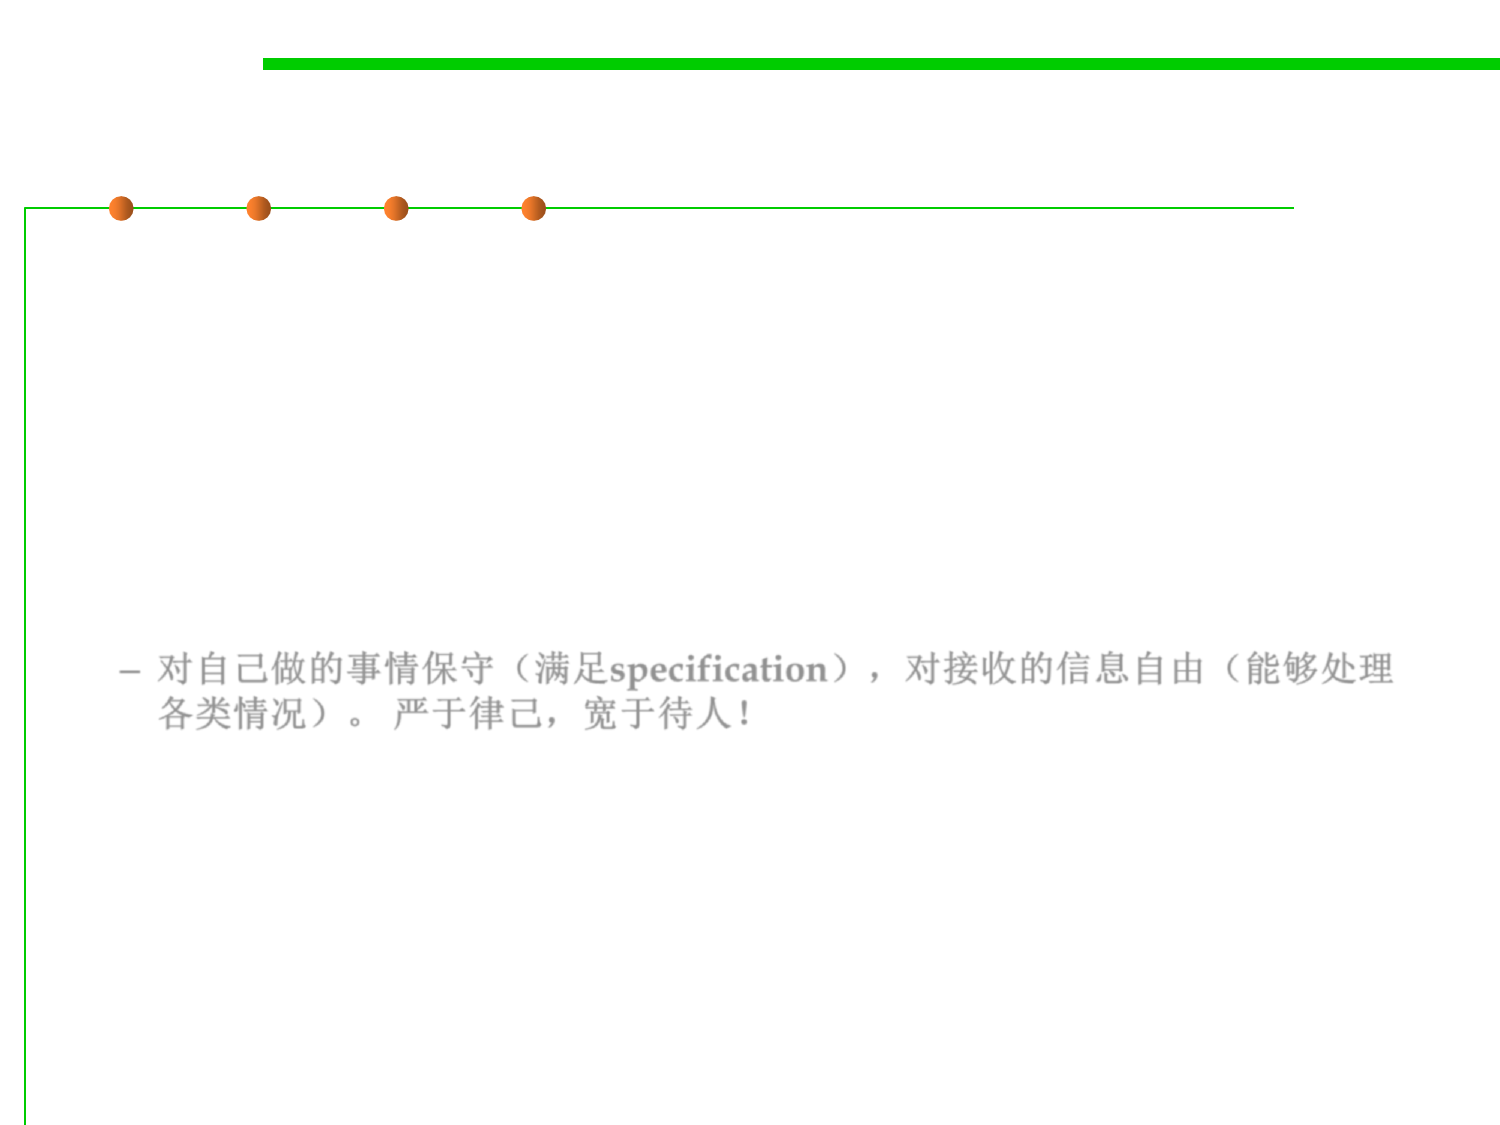 – 对自己做的事情保守（满足specification），对接收的信息自由（能够处理
各类情况）。 严于律己，宽于待人！